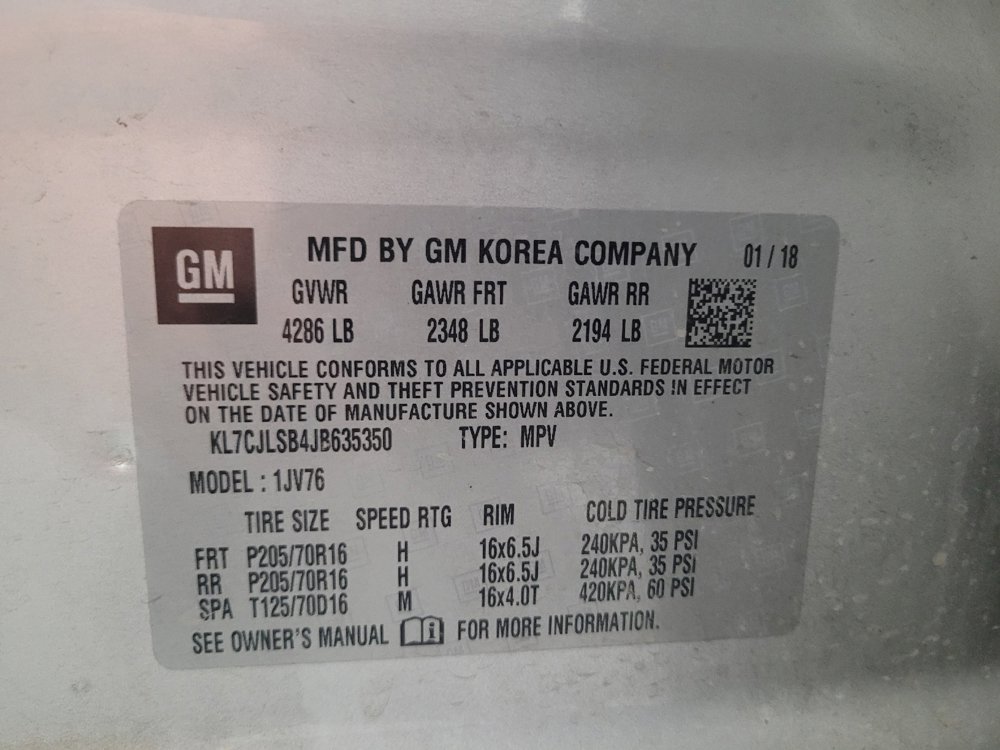 GM
MFD BY GM KOREA COMPANY 01 / 18
GVWR GAWR FRT GAWR RR
4286 LB 2348 LB 2194 LB
THIS VEHICLE CONFORMS TO ALL APPLICABLE U.S. FEDERAL MOTOR
VEHICLE SAFETY AND THEFT PREVENTION STANDARDS IN EFFECT
ON THE DATE OF MANUFACTURE SHOWN ABOVE.
KL7CJLSB4JB635350 TYPE: MPV
MODEL : 1JV76
TIRE SIZE SPEED RTG RIM COLD TIRE PRESSURE
FRT P205/70R16 H 16x6.5J 240KPA, 35 PSI
RR P205/70R16 H 16x6.5J 240KPA, 35 PSI
SPA T125/70D16 M 16x4.0T 420KPA, 60 PSI
SEE OWNER'S MANUAL FOR MORE INFORMATION.